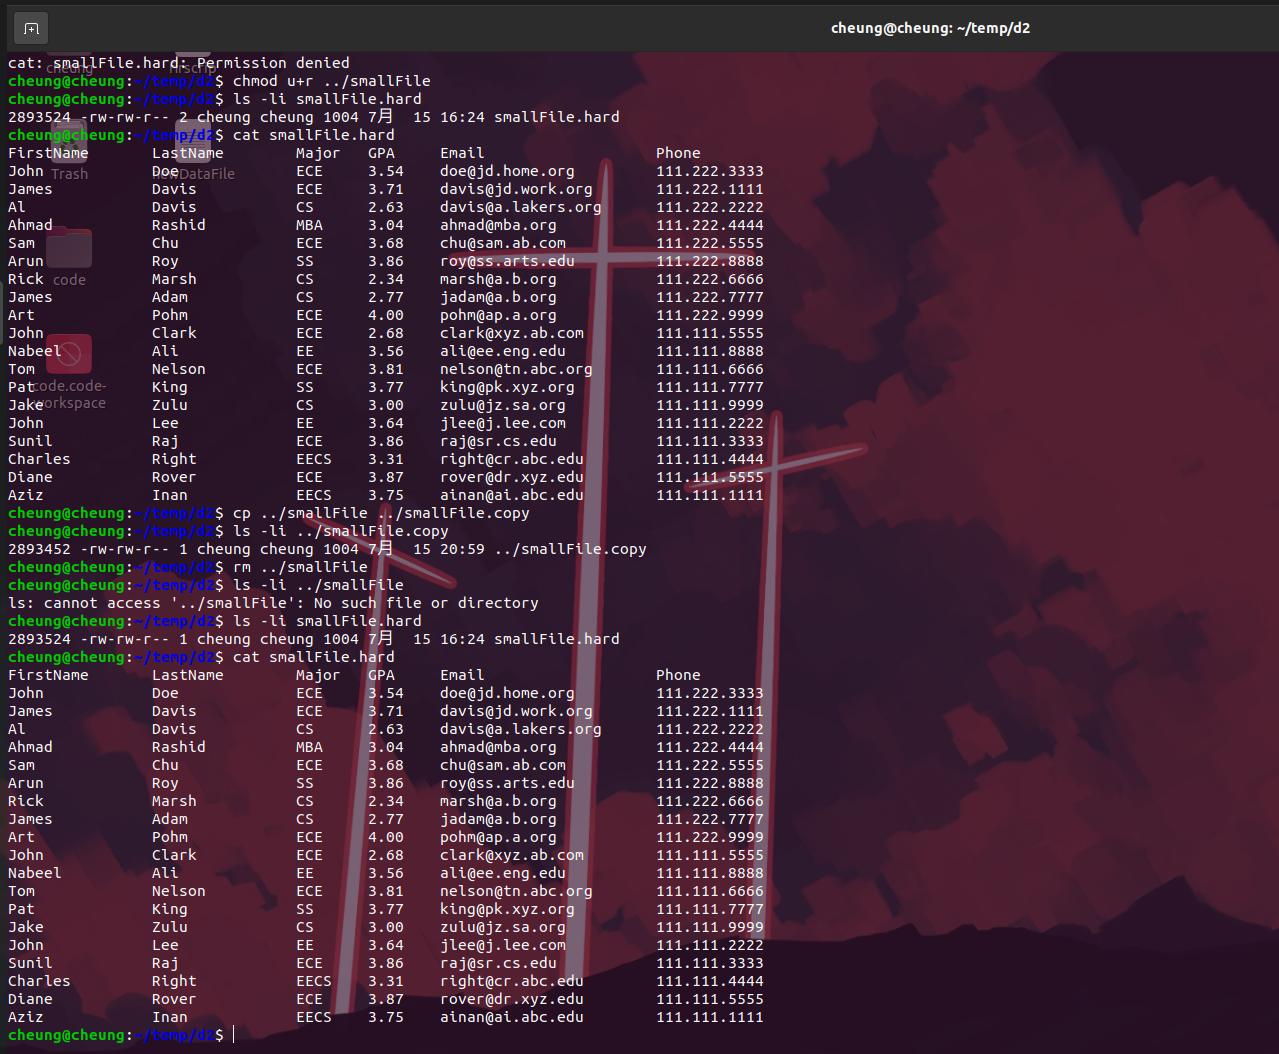 cheung@cheung: ~/temp/d2
cat: smallFile.hard: Permission denied
cheung@cheung:~/temp/d2$ chmod u+r ../smallFile
cheung@cheung:~/temp/d2$ ls -li smallFile.hard
2893524 -rw-rw-r-- 2 cheung cheung 1004 7月  15 16:24 smallFile.hard
cheung@cheung:~/temp/d2$ cat smallFile.hard
FirstName       LastName        Major   GPA     Email              Phone
John            Doe             ECE     3.54    doe@jd.home.org         111.222.3333
James           Davis           ECE     3.71    davis@jd.work.org       111.222.1111
Al              Davis           CS      2.63    davis@a.lakers.org      111.222.2222
Ahmad           Rashid          MBA     3.04    ahmad@mba.org           111.222.4444
Sam             Chu             ECE     3.68    chu@sam.ab.com          111.222.5555
Arun            Roy             SS      3.86    roy@ss.arts.edu         111.222.8888
Rick            Marsh           CS      2.34    marsh@a.b.org           111.222.6666
James           Adam            CS      2.77    jadam@a.b.org           111.222.7777
Art             Pohm            ECE     4.00    pohm@ap.a.org           111.222.9999
John            Clark           ECE     2.68    clark@xyz.ab.com        111.111.5555
Nabeel          Ali             EE      3.56    ali@ee.eng.edu          111.111.8888
Tom             Nelson          ECE     3.81    nelson@tn.abc.org       111.111.6666
Pat             King            SS      3.77    king@pk.xyz.org         111.111.7777
Jake            Zulu            CS      3.00    zulu@jz.sa.org          111.111.9999
John            Lee             EE      3.64    jlee@j.lee.com          111.111.2222
Sunil           Raj             ECE     3.86    raj@sr.cs.edu           111.111.3333
Charles         Right           EECS    3.31    right@cr.abc.edu        111.111.4444
Diane           Rover           ECE     3.87    rover@dr.xyz.edu        111.111.5555
Aziz            Inan            EECS    3.75    ainan@ai.abc.edu        111.111.1111
cheung@cheung:~/temp/d2$ cp ../smallFile ../smallFile.copy
cheung@cheung:~/temp/d2$ ls -li ../smallFile.copy
2893452 -rw-rw-r-- 1 cheung cheung 1004 7月  15 20:59 ../smallFile.copy
cheung@cheung:~/temp/d2$ rm ../smallFile
cheung@cheung:~/temp/d2$ ls -li ../smallFile
ls: cannot access '../smallFile': No such file or directory
cheung@cheung:~/temp/d2$ ls -li smallFile.hard
2893524 -rw-rw-r-- 1 cheung cheung 1004 7月  15 16:24 smallFile.hard
cheung@cheung:~/temp/d2$ cat smallFile.hard
FirstName       LastName        Major   GPA     Email              Phone
John            Doe             ECE     3.54    doe@jd.home.org         111.222.3333
James           Davis           ECE     3.71    davis@jd.work.org       111.222.1111
Al              Davis           CS      2.63    davis@a.lakers.org      111.222.2222
Ahmad           Rashid          MBA     3.04    ahmad@mba.org           111.222.4444
Sam             Chu             ECE     3.68    chu@sam.ab.com          111.222.5555
Arun            Roy             SS      3.86    roy@ss.arts.edu         111.222.8888
Rick            Marsh           CS      2.34    marsh@a.b.org           111.222.6666
James           Adam            CS      2.77    jadam@a.b.org           111.222.7777
Art             Pohm            ECE     4.00    pohm@ap.a.org           111.222.9999
John            Clark           ECE     2.68    clark@xyz.ab.com        111.111.5555
Nabeel          Ali             EE      3.56    ali@ee.eng.edu          111.111.8888
Tom             Nelson          ECE     3.81    nelson@tn.abc.org       111.111.6666
Pat             King            SS      3.77    king@pk.xyz.org         111.111.7777
Jake            Zulu            CS      3.00    zulu@jz.sa.org          111.111.9999
John            Lee             EE      3.64    jlee@j.lee.com          111.111.2222
Sunil           Raj             ECE     3.86    raj@sr.cs.edu           111.111.3333
Charles         Right           EECS    3.31    right@cr.abc.edu        111.111.4444
Diane           Rover           ECE     3.87    rover@dr.xyz.edu        111.111.5555
Aziz            Inan            EECS    3.75    ainan@ai.abc.edu        111.111.1111
cheung@cheung:~/temp/d2$
cheung
Trash
code
code.code-
workspace